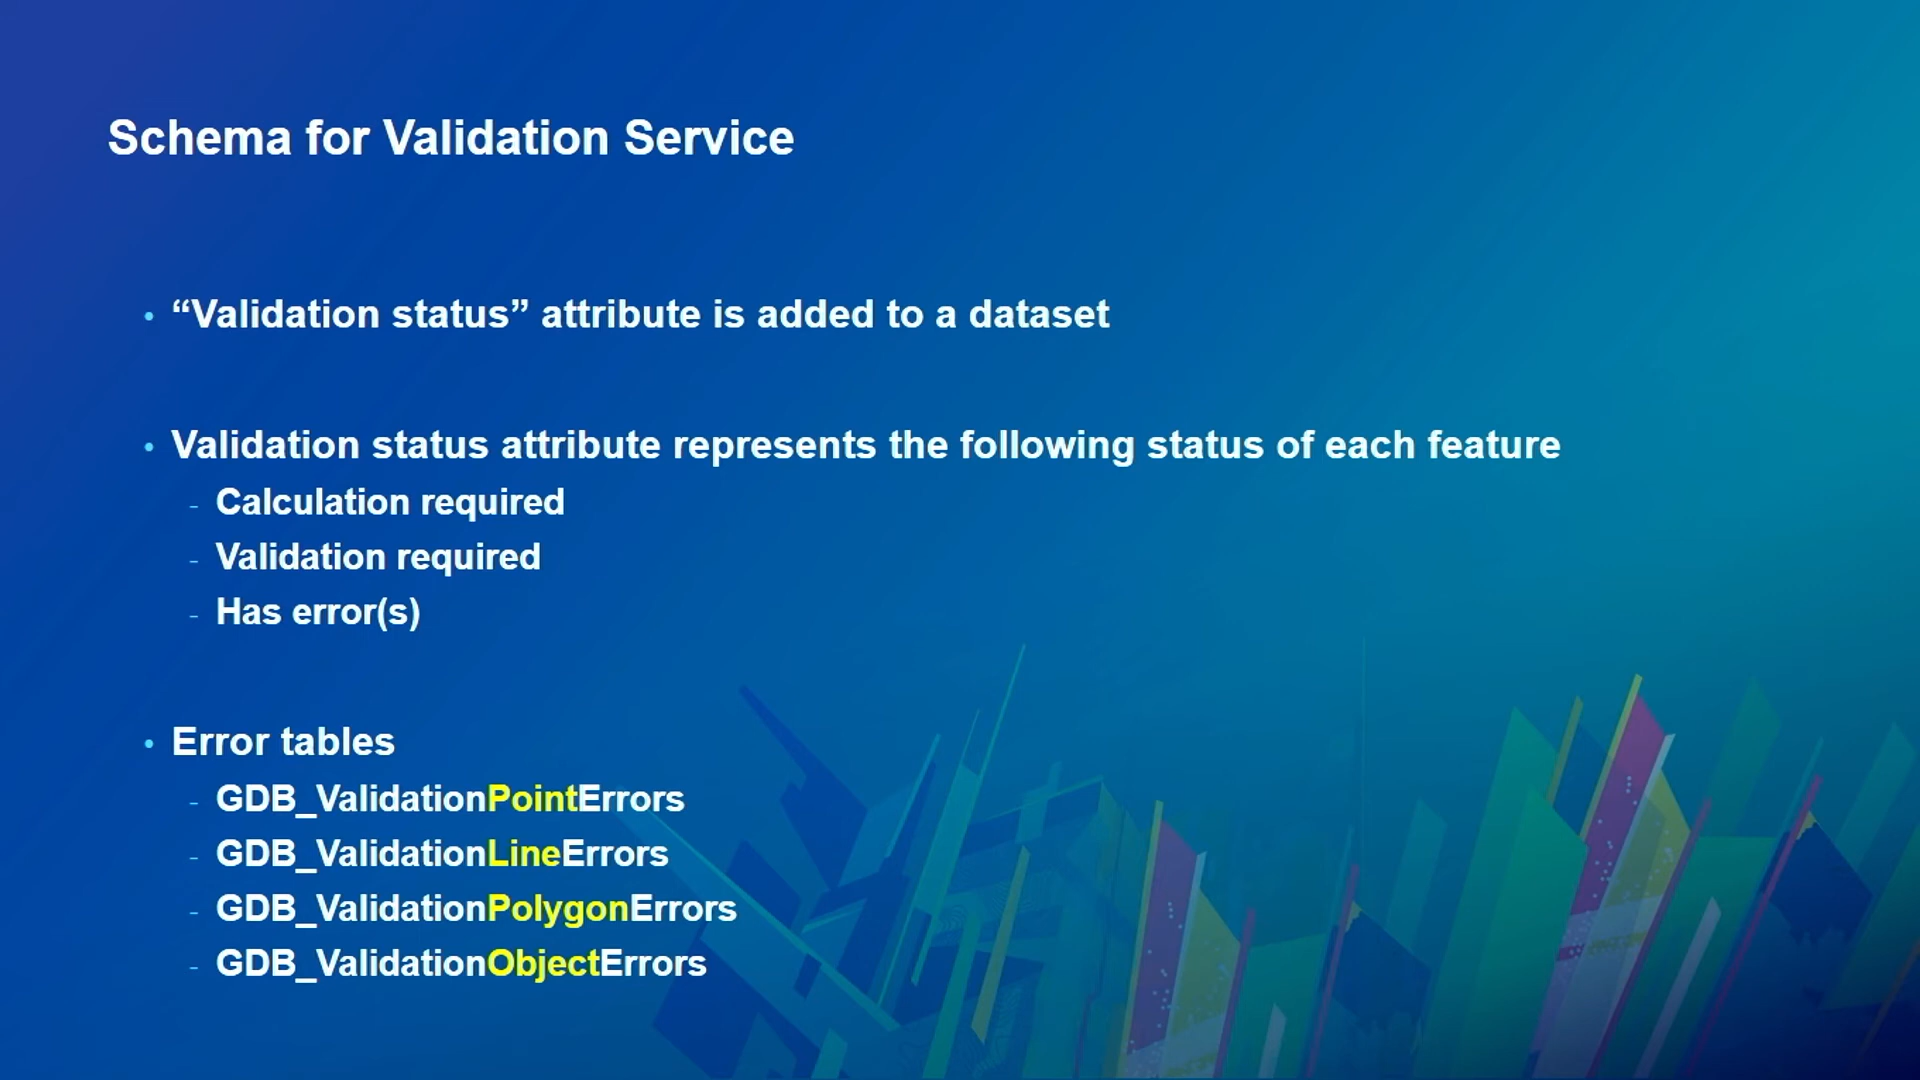 Schema for Validation Service
• “Validation status” attribute is added to a dataset
• Validation status attribute represents the following status of each feature
- Calculation required
- Validation required
- Has error(s)
• Error tables
- GDB_ValidationPointErrors
- GDB_ValidationLineErrors
- GDB_ValidationPolygonErrors
- GDB_ValidationObjectErrors